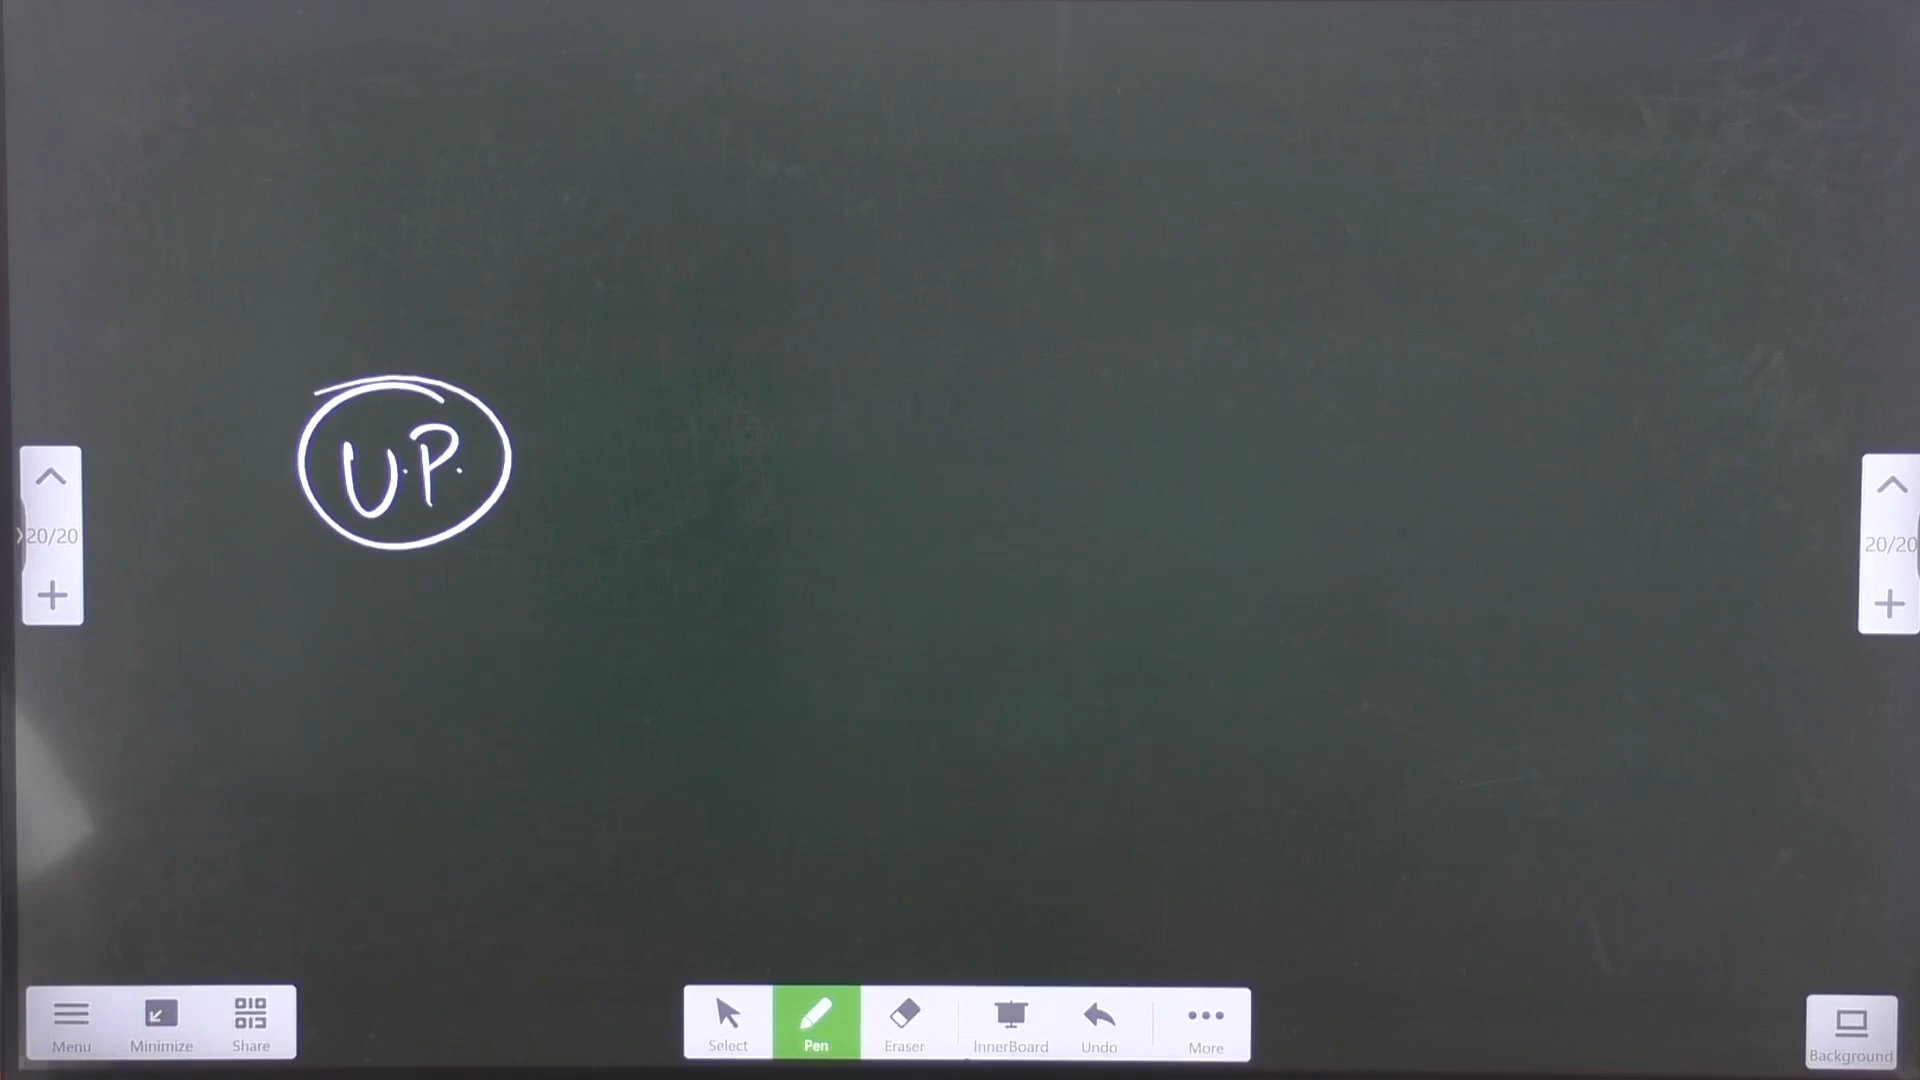 U.P.
20/20
20/20
Menu
Minimize
Share
Select
Pen
Eraser
InnerBoard
Undo
More
Background